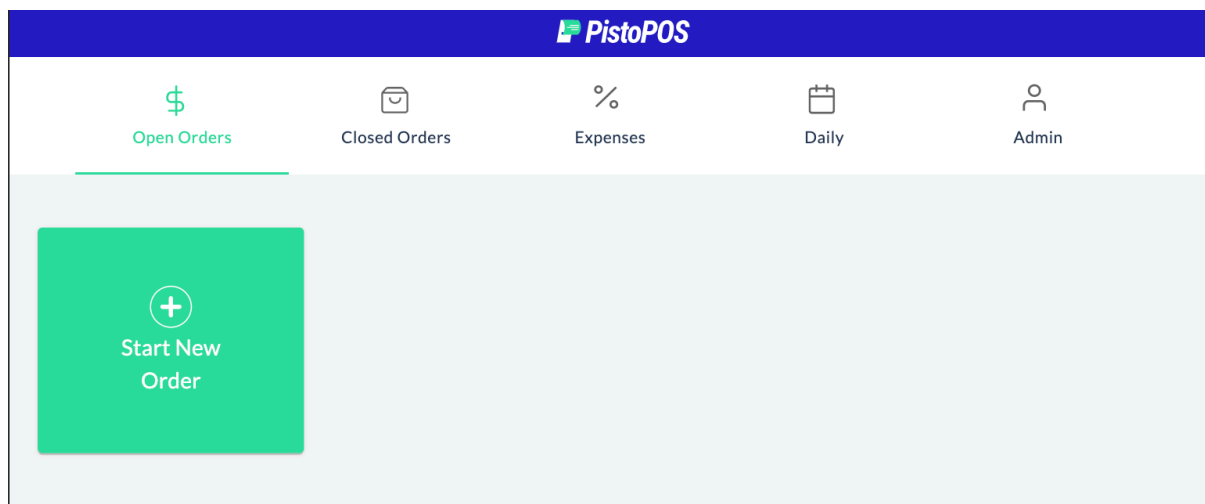 PistoPOS
Open Orders
Closed Orders
Expenses
Daily
Admin
Start New
Order